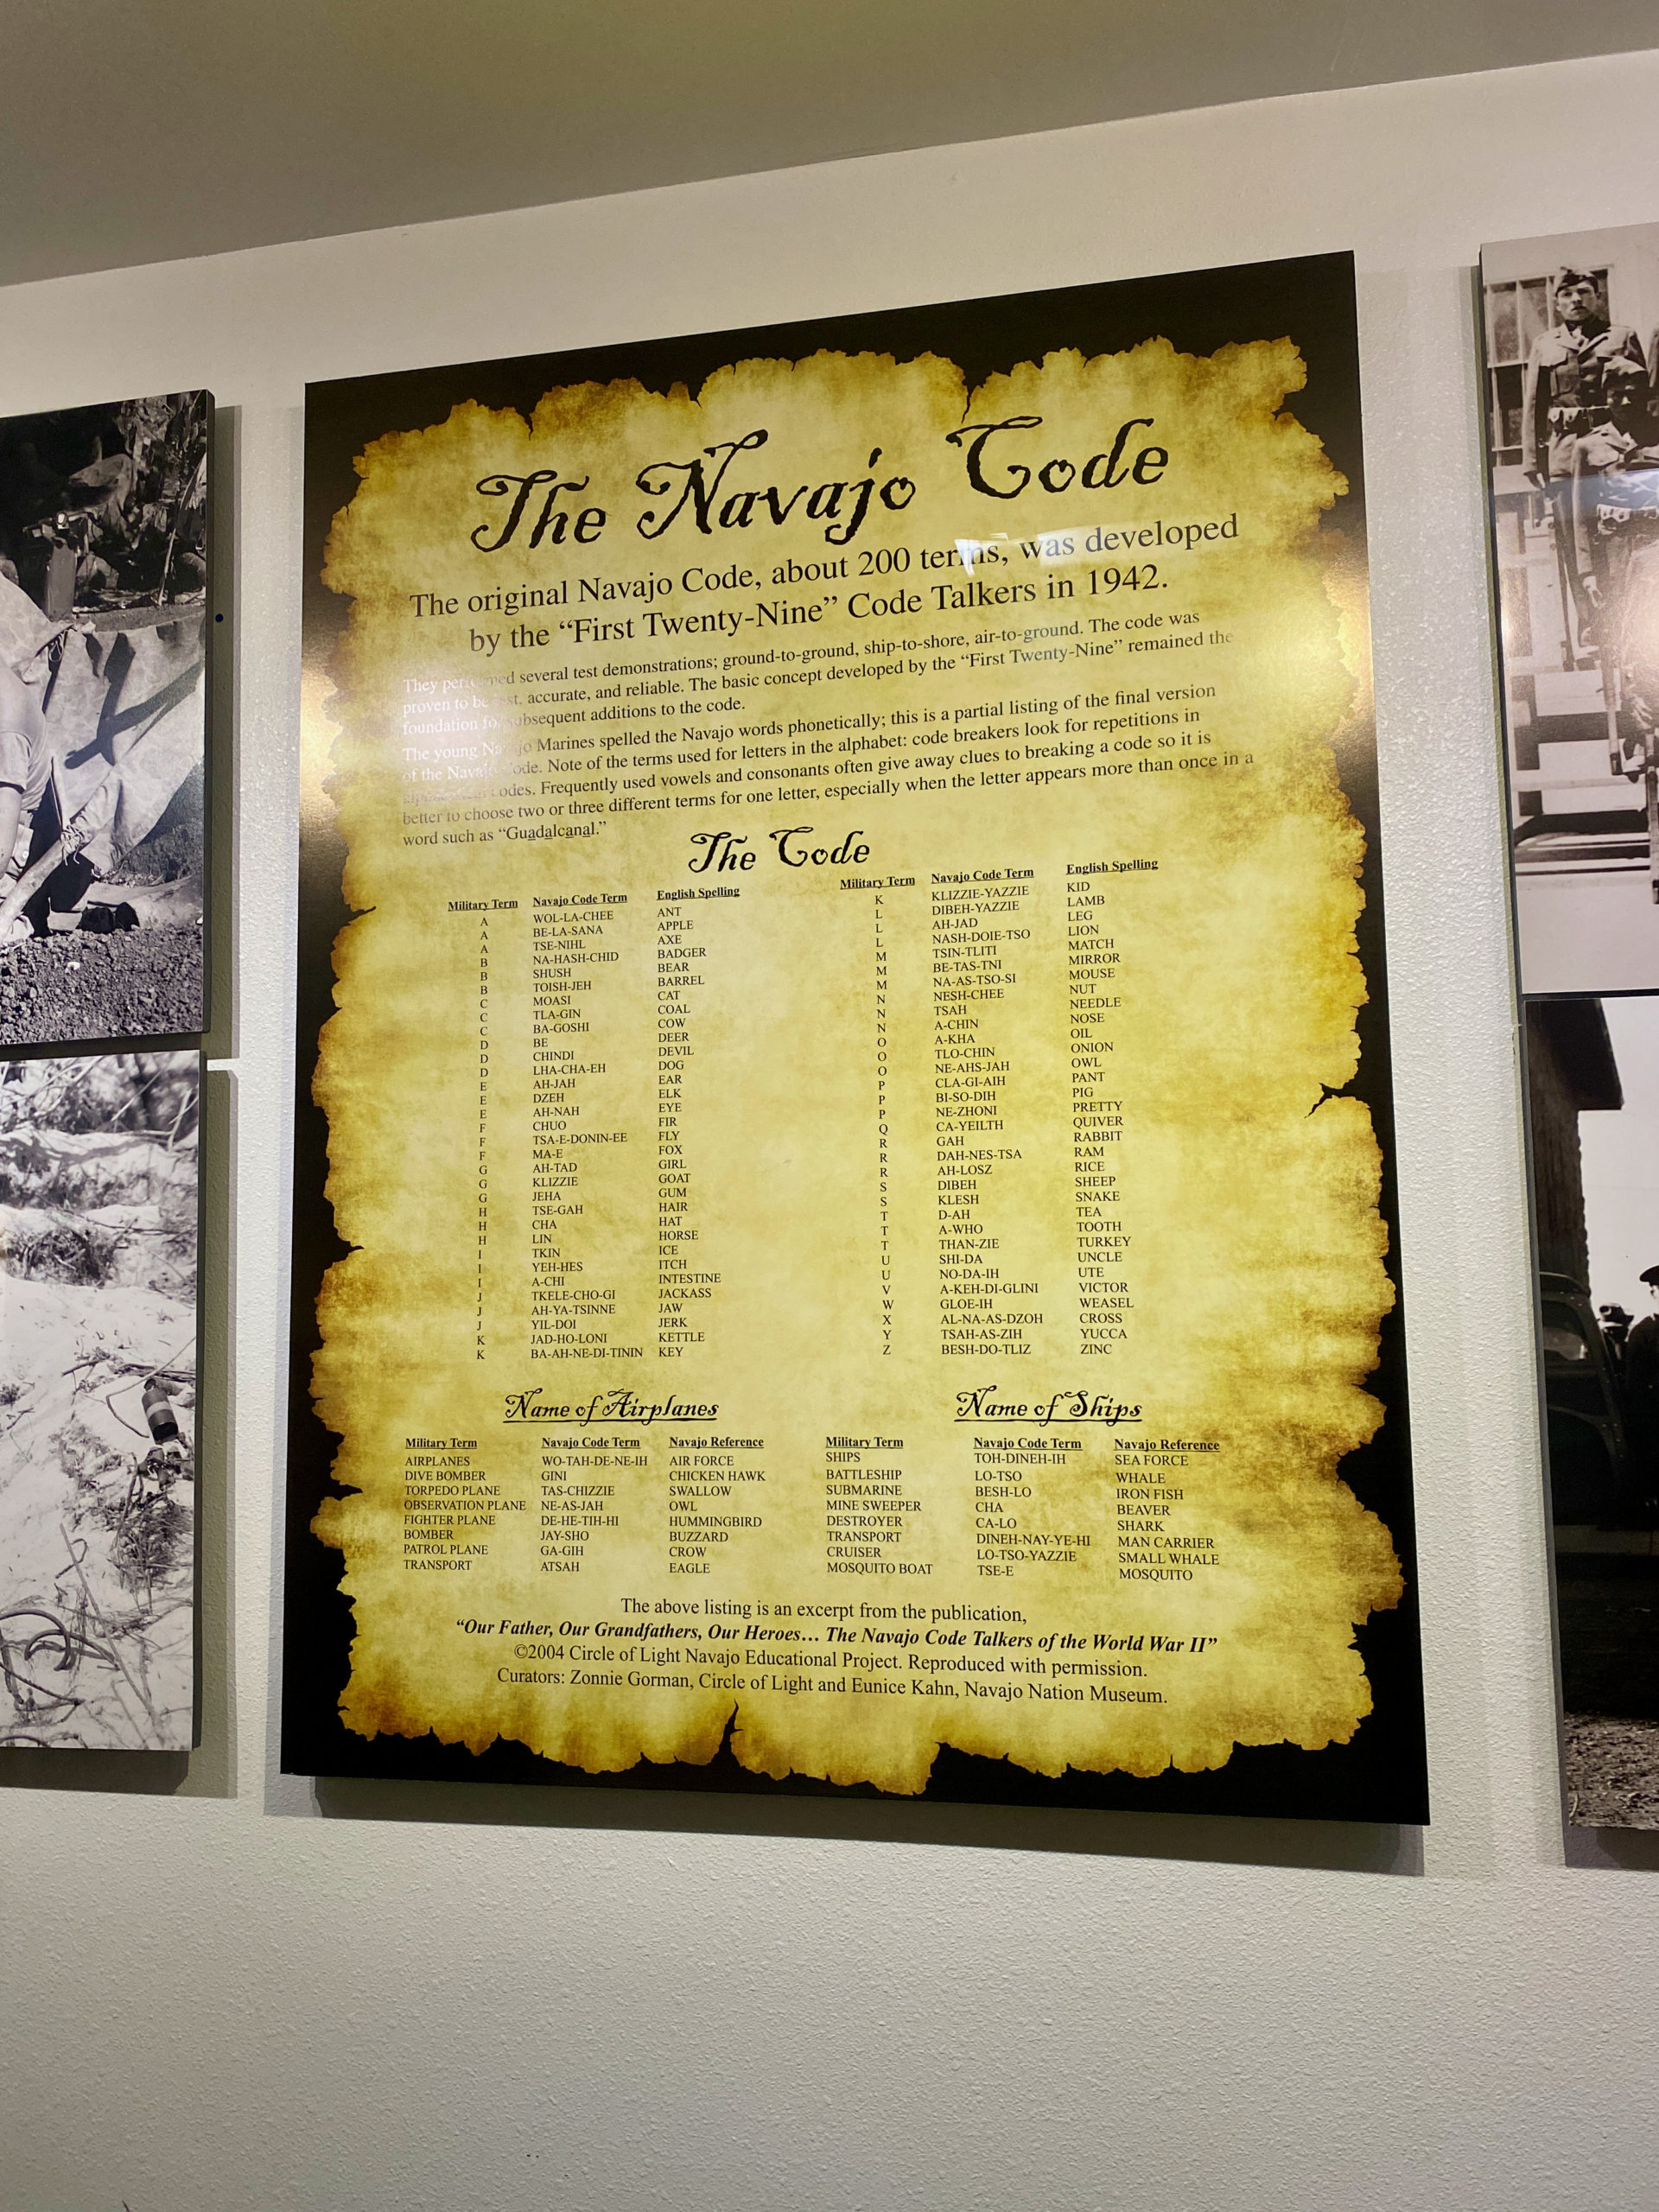 The Navajo Code
The original Navajo Code, about 200 terms, was developed
by the “First Twenty-Nine” Code Talkers in 1942.
They performed several test demonstrations; ground-to-ground, ship-to-shore, air-to-ground. The code was
proven to be fast, accurate, and reliable. The basic concept developed by the “First Twenty-Nine” remained the
foundation for subsequent additions to the code.
The young Navajo Marines spelled the Navajo words phonetically; this is a partial listing of the final version
of the Navajo Code. Note of the terms used for letters in the alphabet: code breakers look for repetitions in
codes. Frequently used vowels and consonants often give away clues to breaking a code so it is
better to choose two or three different terms for one letter, especially when the letter appears more than once in a
word such as “Guadalcanal.”
The Code
Military Term Navajo Code Term English Spelling
A WOL-LA-CHEE ANT
A BE-LA-SANA APPLE
A TSE-NIHL AXE
B NA-HASH-CHID BADGER
B SHUSH BEAR
B TOISH-JEH BARREL
C MOASI CAT
C TLA-GIN COAL
C BA-GOSHI COW
D BE DEER
D CHINDI DEVIL
D LHA-CHA-EH DOG
E AH-JAH EAR
E DZEH ELK
E AH-NAH EYE
F CHUO FIR
F TSA-E-DONIN-EE FLY
F MA-E FOX
G AH-TAD GIRL
G KLIZZIE GOAT
G JEHA GUM
H TSE-GAH HAIR
H CHA HAT
H LIN HORSE
I TKIN ICE
I YEH-HES ITCH
I A-CHI INTESTINE
J TKELE-CHO-GI JACKASS
J AH-YA-TSINNE JAW
J YIL-DOI JERK
K JAD-HO-LONI KETTLE
K BA-AH-NE-DI-TININ KEY
Military Term Navajo Code Term English Spelling
K KLIZZIE-YAZZIE KID
L DIBEH-YAZZIE LAMB
L AH-JAD LEG
L NASH-DOIE-TSO LION
M TSIN-TLITI MATCH
M BE-TAS-TNI MIRROR
M NA-AS-TSO-SI MOUSE
N NESH-CHEE NUT
N TSAH NEEDLE
N A-CHIN NOSE
O A-KHA OIL
O TLO-CHIN ONION
O NE-AHS-JAH OWL
P CLA-GI-AIH PANT
P BI-SO-DIH PIG
P NE-ZHONI PRETTY
Q CA-YEILTH QUIVER
R GAH RABBIT
R DAH-NES-TSA RAM
R AH-LOSZ RICE
S DIBEH SHEEP
S KLESH SNAKE
T D-AH TEA
T A-WHO TOOTH
T THAN-ZIE TURKEY
U SHI-DA UNCLE
U NO-DA-IH UTE
V A-KEH-DI-GLINI VICTOR
W GLOE-IH WEASEL
X AL-NA-AS-DZOH CROSS
Y TSAH-AS-ZIH YUCCA
Z BESH-DO-TLIZ ZINC
Name of Airplanes
Military Term Navajo Code Term Navajo Reference
AIRPLANES WO-TAH-DE-NE-IH AIR FORCE
DIVE BOMBER GINI CHICKEN HAWK
TORPEDO PLANE TAS-CHIZZIE SWALLOW
OBSERVATION PLANE NE-AS-JAH OWL
FIGHTER PLANE DE-HE-TIH-HI HUMMINGBIRD
BOMBER JAY-SHO BUZZARD
PATROL PLANE GA-GIH CROW
TRANSPORT ATSAH EAGLE
Name of Ships
Military Term Navajo Code Term Navajo Reference
SHIPS TOH-DINEH-IH SEA FORCE
BATTLESHIP LO-TSO WHALE
SUBMARINE BESH-LO IRON FISH
MINE SWEEPER CHA BEAVER
DESTROYER CA-LO SHARK
TRANSPORT DINEH-NAY-YE-HI MAN CARRIER
CRUISER LO-TSO-YAZZIE SMALL WHALE
MOSQUITO BOAT TSE-E MOSQUITO
The above listing is an excerpt from the publication,
“Our Father, Our Grandfathers, Our Heroes... The Navajo Code Talkers of the World War II”
©2004 Circle of Light Navajo Educational Project. Reproduced with permission.
Curators: Zonnie Gorman, Circle of Light and Eunice Kahn, Navajo Nation Museum.